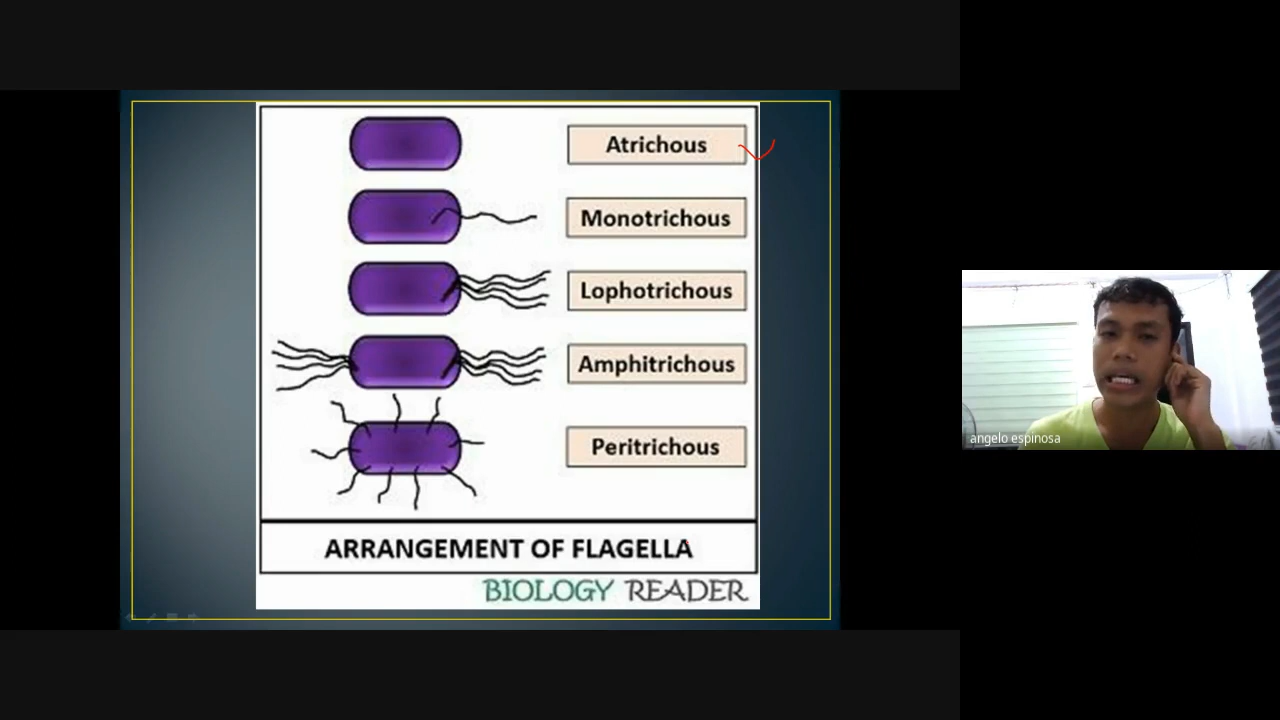 Atrichous
Monotrichous
Lophotrichous
Amphitrichous
Peritrichous
ARRANGEMENT OF FLAGELLA
BIOLOGY READER
angelo espinosa